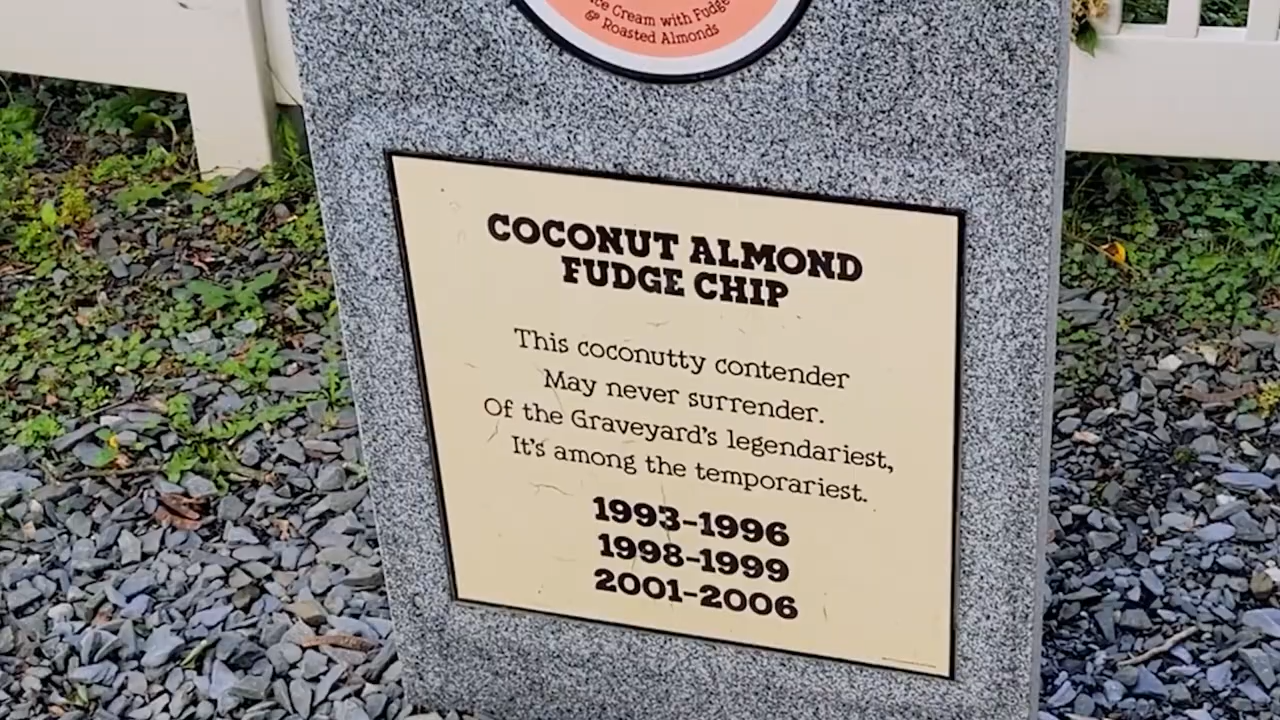 Ice Cream with Fudge
& Roasted Almonds
COCONUT ALMOND
FUDGE CHIP
This coconutty contender
May never surrender.
Of the Graveyard's legendariest,
It's among the temporariest.
1993-1996
1998-1999
2001-2006